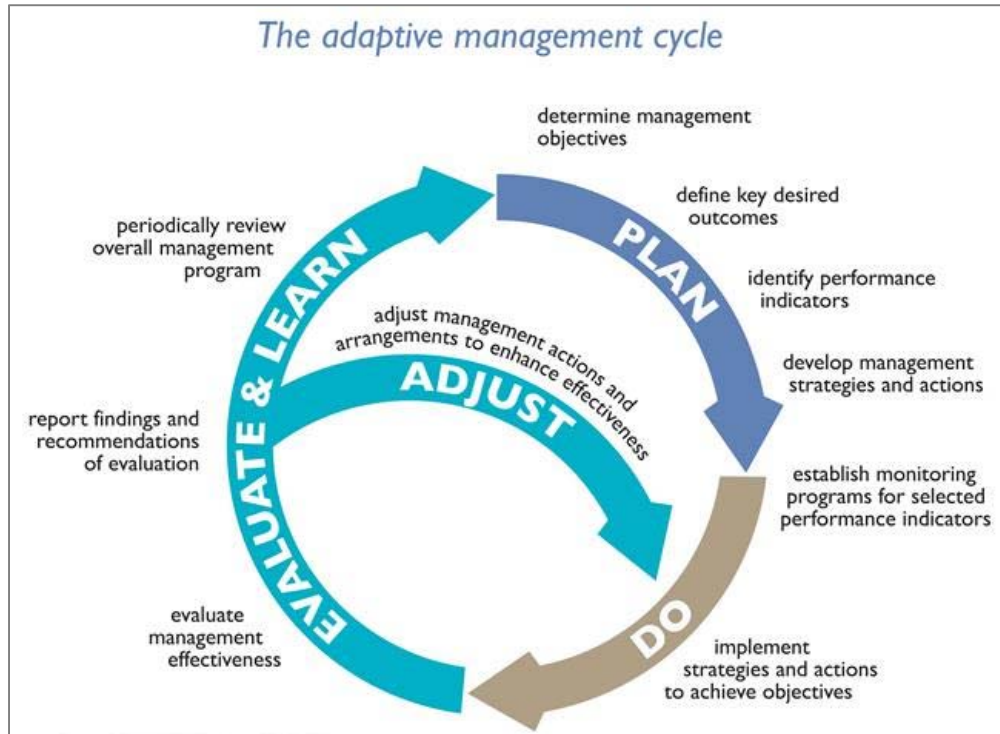 The adaptive management cycle
determine management
objectives
define key desired
outcomes
PLAN
identify performance
indicators
develop management
strategies and actions
establish monitoring
programs for selected
performance indicators
DO
implement
strategies and actions
to achieve objectives
evaluate
management
effectiveness
EVALUATE & LEARN
report findings and
recommendations
of evaluation
periodically review
overall management
program
adjust management actions and
arrangements to enhance effectiveness
ADJUST